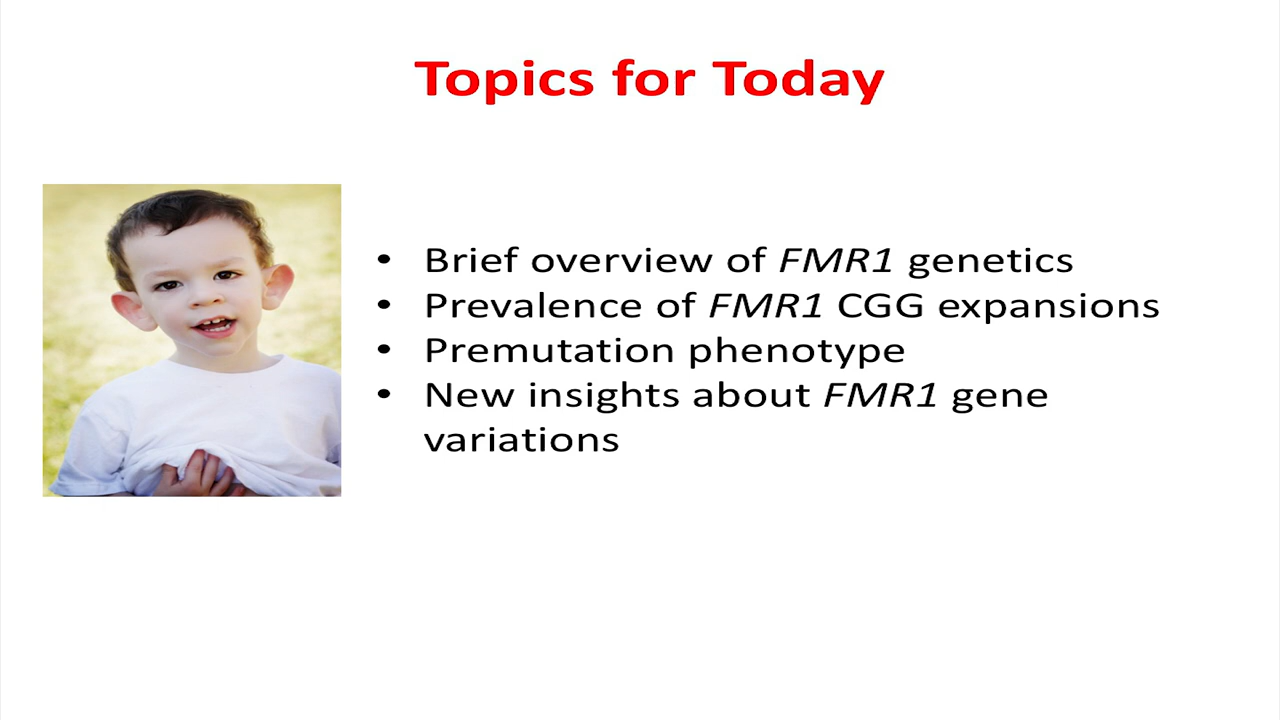 Topics for Today
• Brief overview of FMR1 genetics
• Prevalence of FMR1 CGG expansions
• Premutation phenotype
• New insights about FMR1 gene
variations